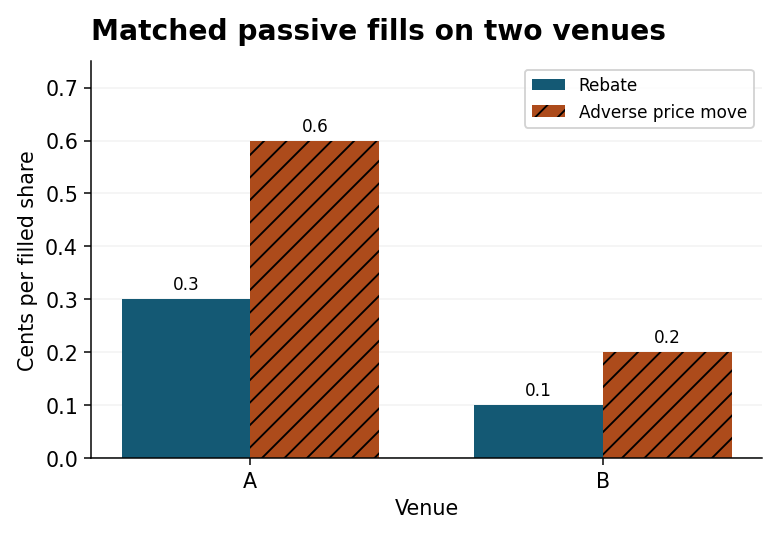 Matched passive fills on two venues
Rebate
Adverse price move
Cents per filled share
0.7
0.6
0.5
0.4
0.3
0.2
0.1
0.0
0.3
0.6
0.1
0.2
A
B
Venue